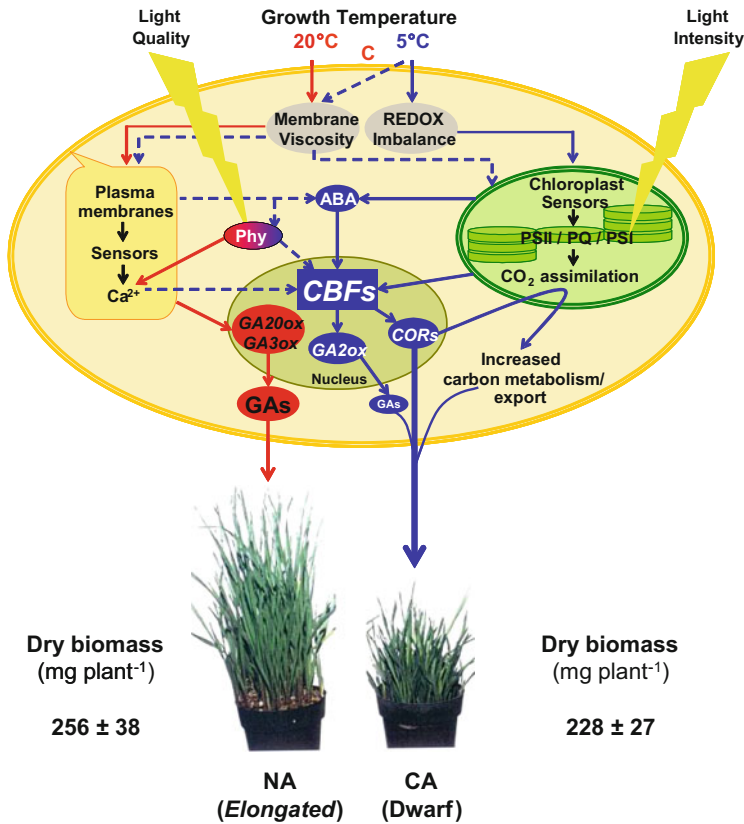 Light
Quality
Growth Temperature
20°C
C
5°C
Light
Intensity
Membrane
Viscosity
REDOX
Imbalance
Plasma
membranes
Sensors
Ca²⁺
ABA
Phy
Chloroplast
Sensors
PSII / PQ / PSI
CO₂ assimilation
CBFs
GA20ox
GA3ox
GA2ox
CORs
Nucleus
GAs
GAs
Increased
carbon metabolism/
export
Dry biomass
(mg plant⁻¹)
256 ± 38
Dry biomass
(mg plant⁻¹)
228 ± 27
NA
(Elongated)
CA
(Dwarf)